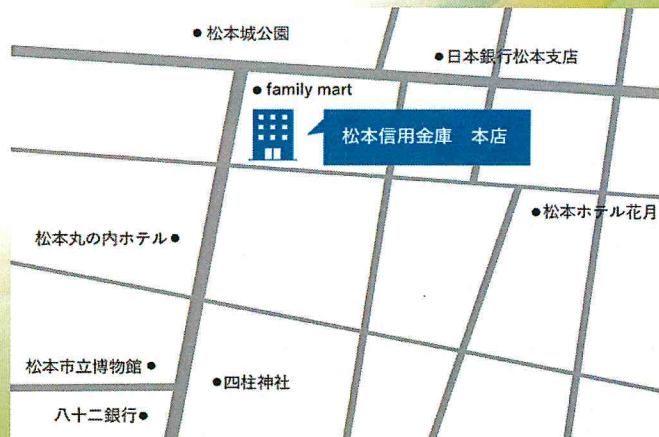 ●松本城公園
●日本銀行松本支店
●family mart
松本信用金庫　本店
●松本ホテル花月
松本丸の内ホテル●
松本市立博物館●
●四柱神社
八十二銀行●